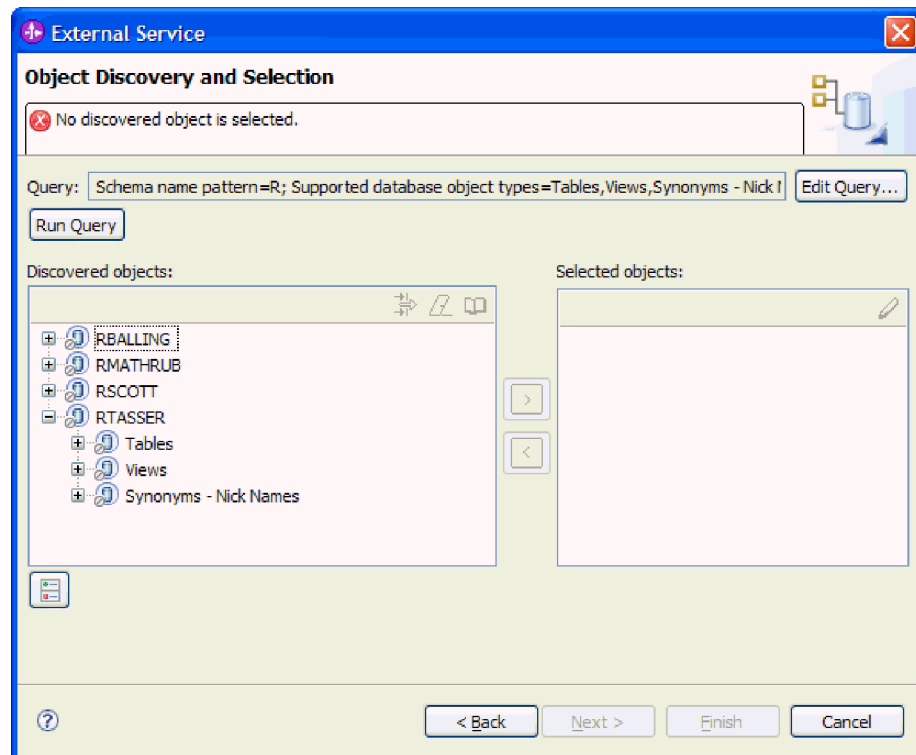 External Service
Object Discovery and Selection
No discovered object is selected.
Query: Schema name pattern=R; Supported database object types=Tables,Views,Synonyms - Nick Edit Query...
Run Query
Discovered objects: Selected objects:
RBALLING
RMATHRUB
RSCOTT
RTASSER
Tables
Views
Synonyms - Nick Names
>
<
? < Back Next > Finish Cancel